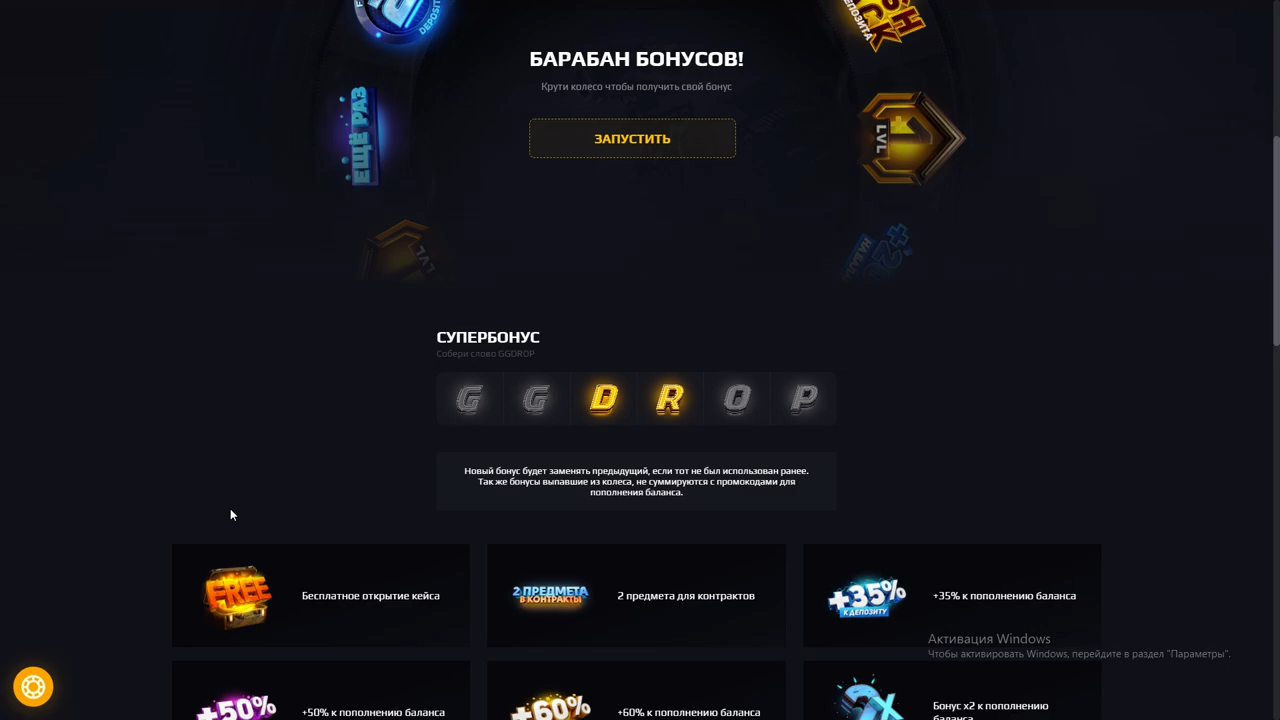 DEPOSIT
ДЕПОЗИТА
БАРАБАН БОНУСОВ!
Крути колесо чтобы получить свой бонус
ЗАПУСТИТЬ
ЕЩЁ РАЗ
LVL
LVL
СУПЕРБОНУС
Собери слово GGDROP
G G D R O P
Новый бонус будет заменять предыдущий, если тот не был использован ранее.
Так же бонусы выпавшие из колеса, не суммируются с промокодами для
пополнения баланса.
FREE
Бесплатное открытие кейса
2 ПРЕДМЕТА
В КОНТРАКТЫ
2 предмета для контрактов
+35%
К ДЕПОЗИТУ
+35% к пополнению баланса
Активация Windows
Чтобы активировать Windows, перейдите в раздел "Параметры".
+50%
+50% к пополнению баланса
+60%
+60% к пополнению баланса
Бонус x2 к пополнению
баланса